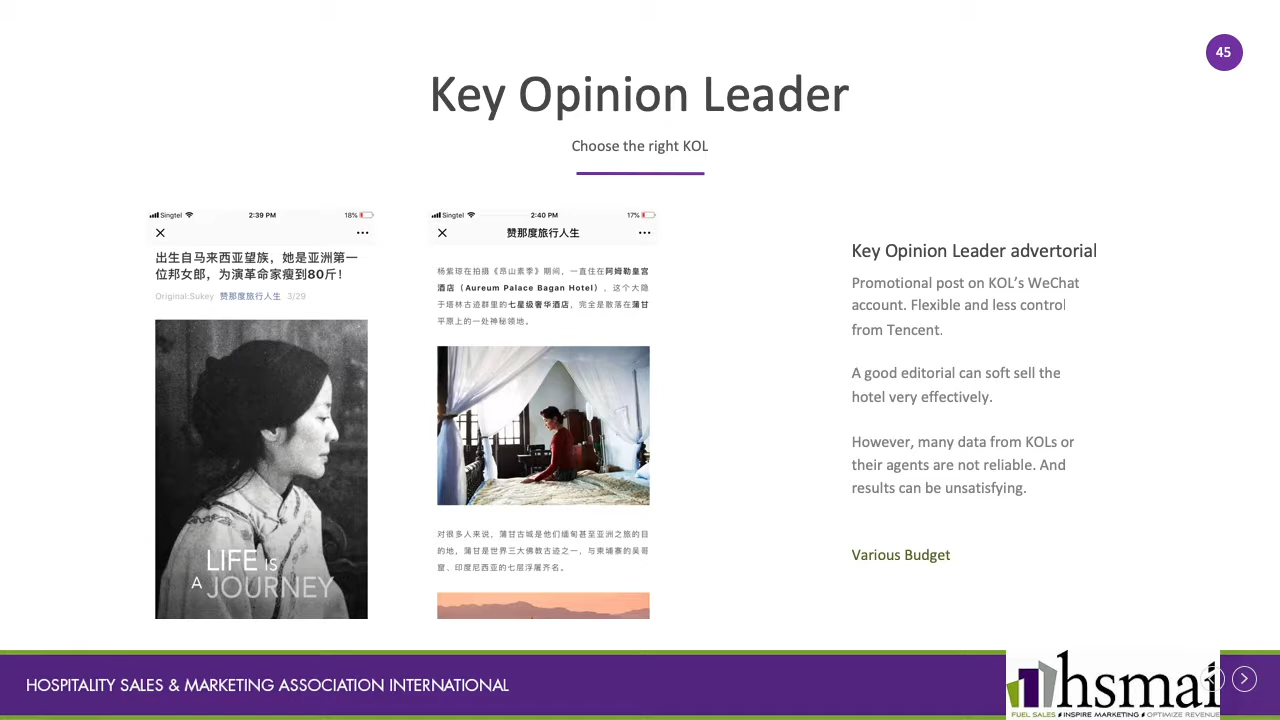 45
Key Opinion Leader
Choose the right KOL
Singtel
2:39 PM
18%
出生自马来西亚望族，她是亚洲第一
位邦女郎，为演革命家瘦到80斤！
Original:Sukey 赞那度旅行人生 3/29
LIFE IS
A JOURNEY
Singtel
2:40 PM
17%
赞那度旅行人生
杨紫琼在拍摄《昂山素季》期间，一直住在阿姆勒皇宫
酒店（Aureum Palace Bagan Hotel）。这个大隐
于塔林古迹群里的七星级奢华酒店，完全是散落在蒲甘
平原上的一处神秘领地。
对很多人来说，蒲甘古城是他们缅甸甚至亚洲之旅的目
的地，蒲甘是世界三大佛教古迹之一，与柬埔寨的吴哥
窟、印度尼西亚的七层浮屠齐名。
Key Opinion Leader advertorial
Promotional post on KOL’s WeChat
account. Flexible and less control
from Tencent.
A good editorial can soft sell the
hotel very effectively.
However, many data from KOLs or
their agents are not reliable. And
results can be unsatisfying.
Various Budget
HOSPITALITY SALES & MARKETING ASSOCIATION INTERNATIONAL
hsmai
FUEL SALES INSPIRE MARKETING OPTIMIZE REVENUE